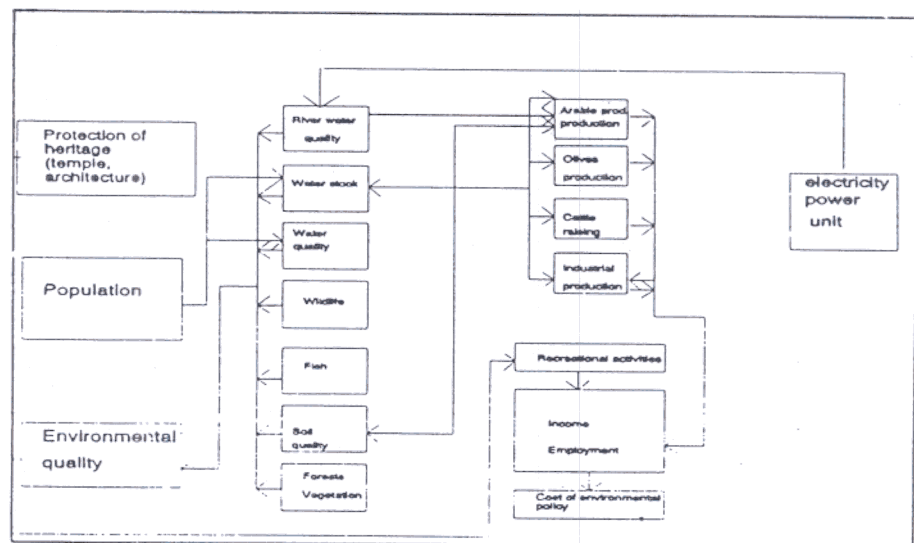 Protection of
heritage
(temple,
architecture)
Population
Environmental
quality
River water
quality
Water stock
Water
quality
Wildlife
Fish
Soil
quality
Forests
Vegetation
Arable prod.
production
Olives
production
Cattle
raising
Industrial
production
Recreational activities
Income
Employment
Cost of environmental
policy
electricity
power
unit